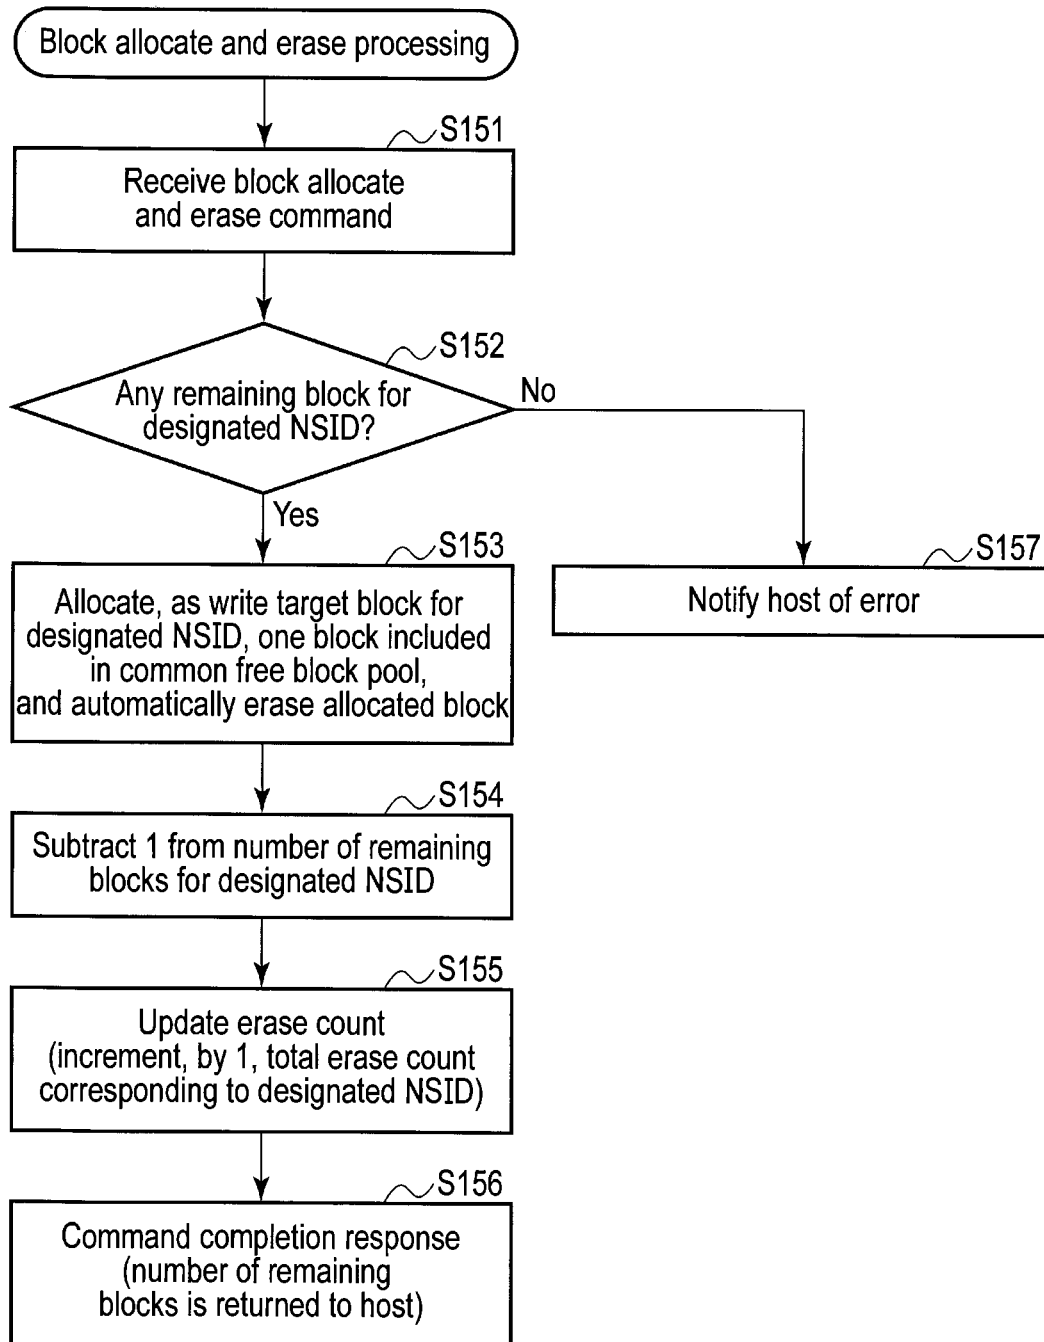 Block allocate and erase processing
S151
Receive block allocate
and erase command
S152
Any remaining block for
designated NSID?
No
Yes
S153
Allocate, as write target block for
designated NSID, one block included
in common free block pool,
and automatically erase allocated block
S157
Notify host of error
S154
Subtract 1 from number of remaining
blocks for designated NSID
S155
Update erase count
(increment, by 1, total erase count
corresponding to designated NSID)
S156
Command completion response
(number of remaining
blocks is returned to host)